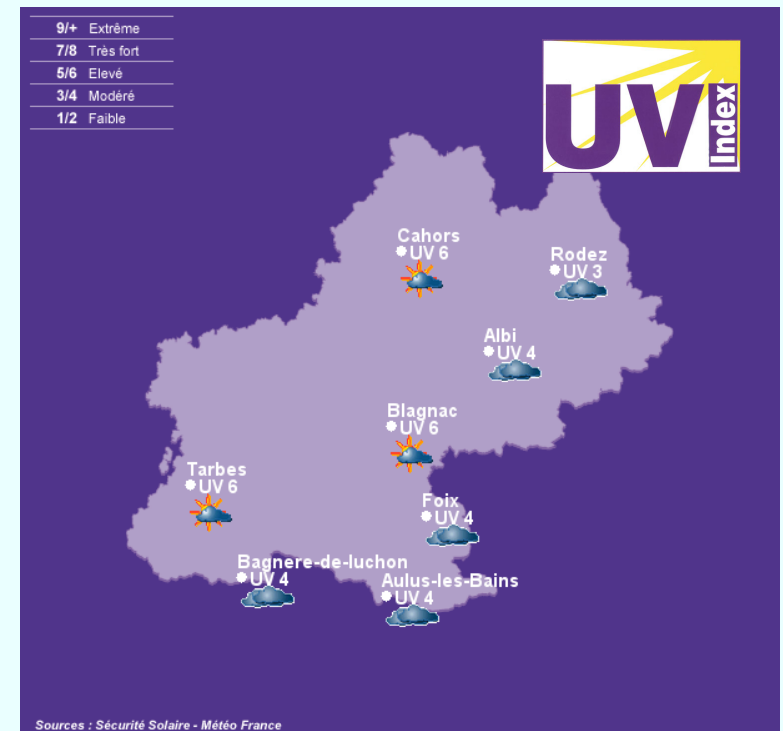 9/+ Extrême
7/8 Très fort
5/6 Elevé
3/4 Modéré
1/2 Faible
UV Index
Cahors
UV 6
Rodez
UV 3
Albi
UV 4
Blagnac
UV 6
Tarbes
UV 6
Foix
UV 4
Bagnere-de-luchon
UV 4
Aulus-les-Bains
UV 4
Sources : Sécurité Solaire - Météo France